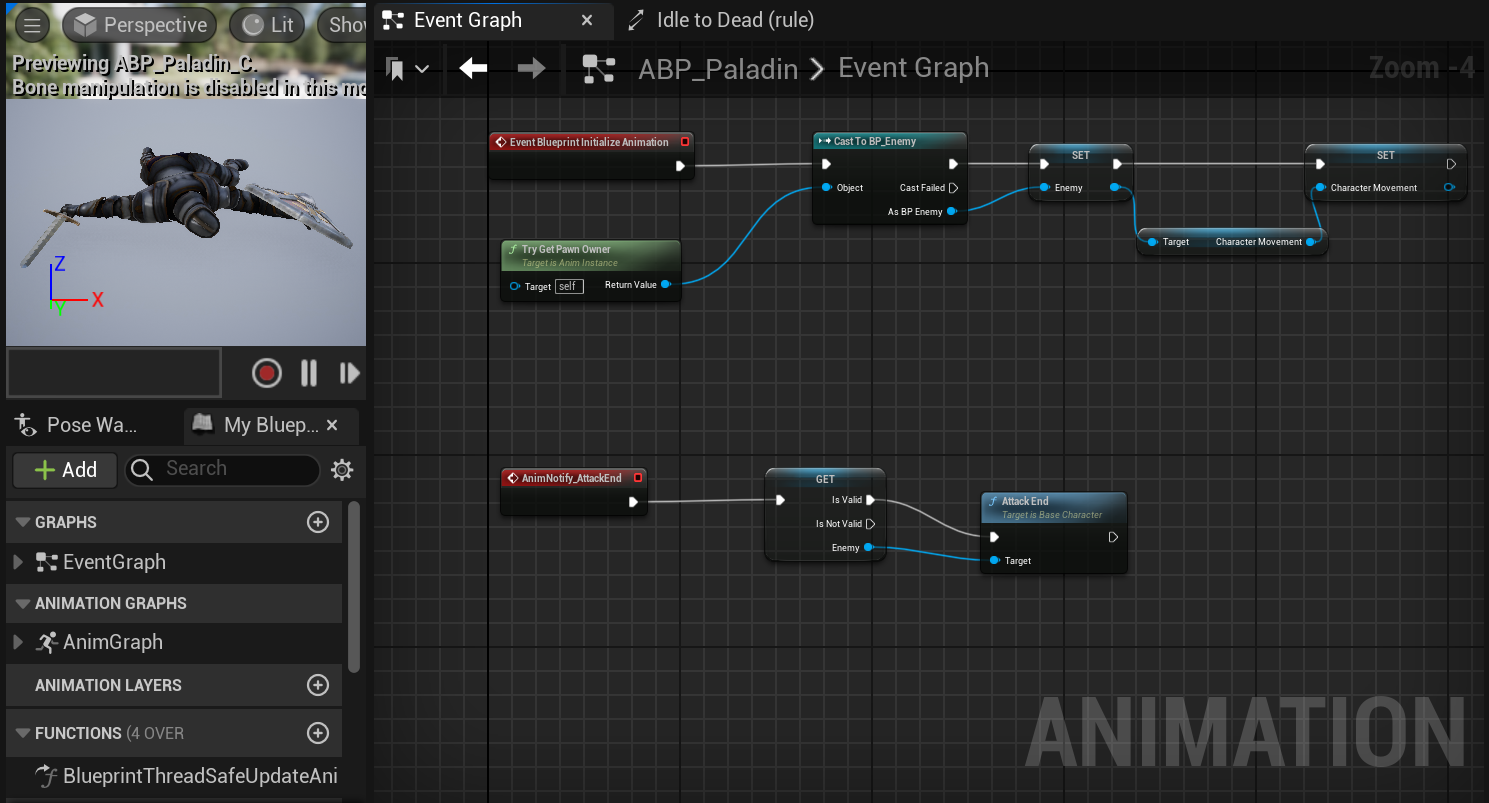 Perspective
Lit
Show
Previewing ABP_Paladin_C.
Bone manipulation is disabled in this mo
Z
X
Y
Pose Wa...
My Bluep...
Add
Search
GRAPHS
EventGraph
ANIMATION GRAPHS
AnimGraph
ANIMATION LAYERS
FUNCTIONS (4 OVER
BlueprintThreadSafeUpdateAni
Event Graph
Idle to Dead (rule)
ABP_Paladin > Event Graph
Zoom -4
Event Blueprint Initialize Animation
Cast To BP_Enemy
Object
Cast Failed
As BP Enemy
SET
Enemy
SET
Character Movement
Target Character Movement
Try Get Pawn Owner
Target is Anim Instance
Target self Return Value
AnimNotify_AttackEnd
GET
Is Valid
Is Not Valid
Enemy
Attack End
Target is Base Character
Target
ANIMATION